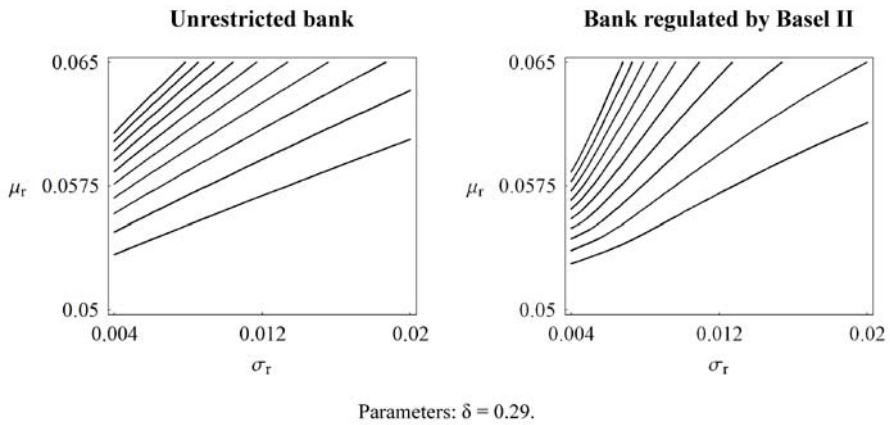 Unrestricted bank
Bank regulated by Basel II
0.065
μr 0.0575
0.05
0.004 0.012 0.02
σr
0.065
μr 0.0575
0.05
0.004 0.012 0.02
σr
Parameters: δ = 0.29.